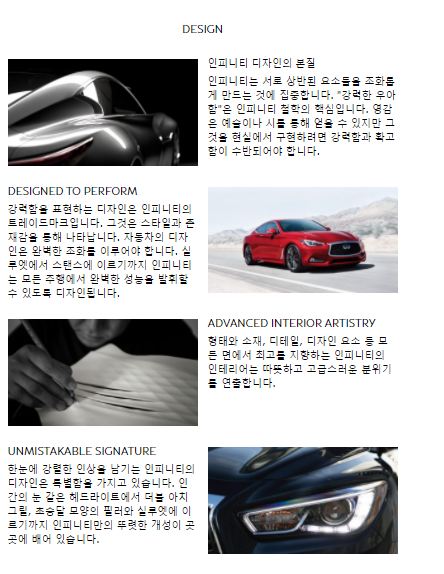 DESIGN
인피니티 디자인의 본질
인피니티는 서로 상반된 요소들을 조화롭
게 만드는 것에 집중합니다. "강력한 우아
함"은 인피니티 철학의 핵심입니다. 영감
은 예술이나 시를 통해 얻을 수 있지만 그
것을 현실에서 구현하려면 강력함과 확고
함이 수반되어야 합니다.
DESIGNED TO PERFORM
강력함을 표현하는 디자인은 인피니티의
트레이드마크입니다. 그것은 스타일과 존
재감을 통해 나타납니다. 자동차의 디자
인은 완벽한 조화를 이루어야 합니다. 실
루엣에서 스탠스에 이르기까지 인피니티
는 모든 주행에서 완벽한 성능을 발휘할
수 있도록 디자인됩니다.
ADVANCED INTERIOR ARTISTRY
형태와 소재, 디테일, 디자인 요소 등 모
든 면에서 최고를 지향하는 인피니티의
인테리어는 따뜻하고 고급스러운 분위기
를 연출합니다.
UNMISTAKABLE SIGNATURE
한눈에 강렬한 인상을 남기는 인피니티의
디자인은 특별함을 가지고 있습니다. 인
간의 눈 같은 헤드라이트에서 더블 아치
그릴, 초승달 모양의 필러와 실루엣에 이
르기까지 인피니티만의 뚜렷한 개성이 곳
곳에 배어 있습니다.